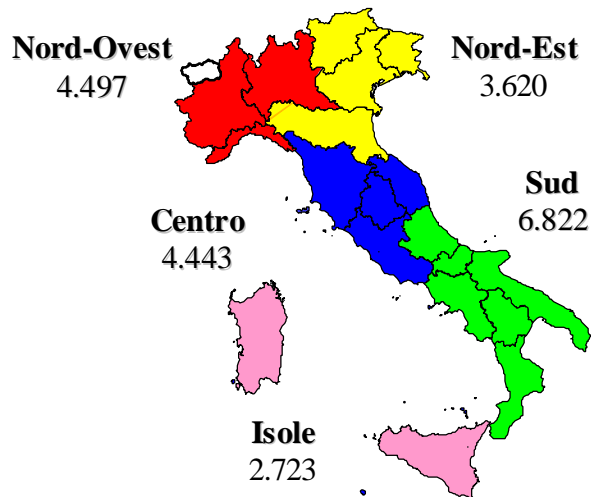 Nord-Ovest
4.497
Nord-Est
3.620
Sud
6.822
Centro
4.443
Isole
2.723